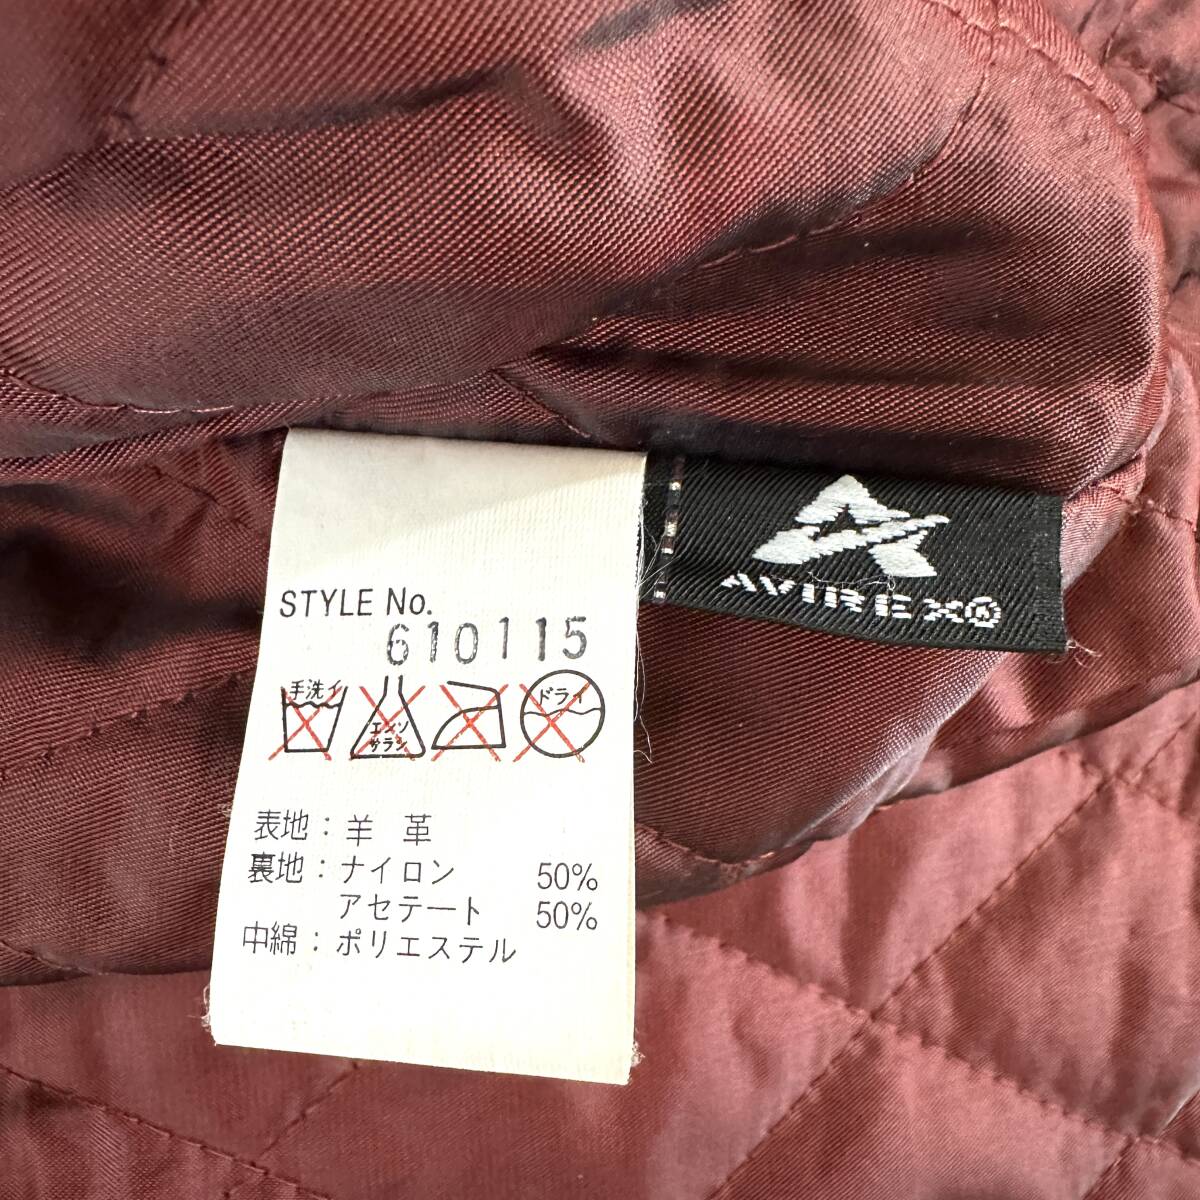 STYLE No.
610115
手洗イ
エンソ
サラシ
ドライ
表地：羊 革
裏地：ナイロン 50%
アセテート 50%
中綿：ポリエステル
AVIREX